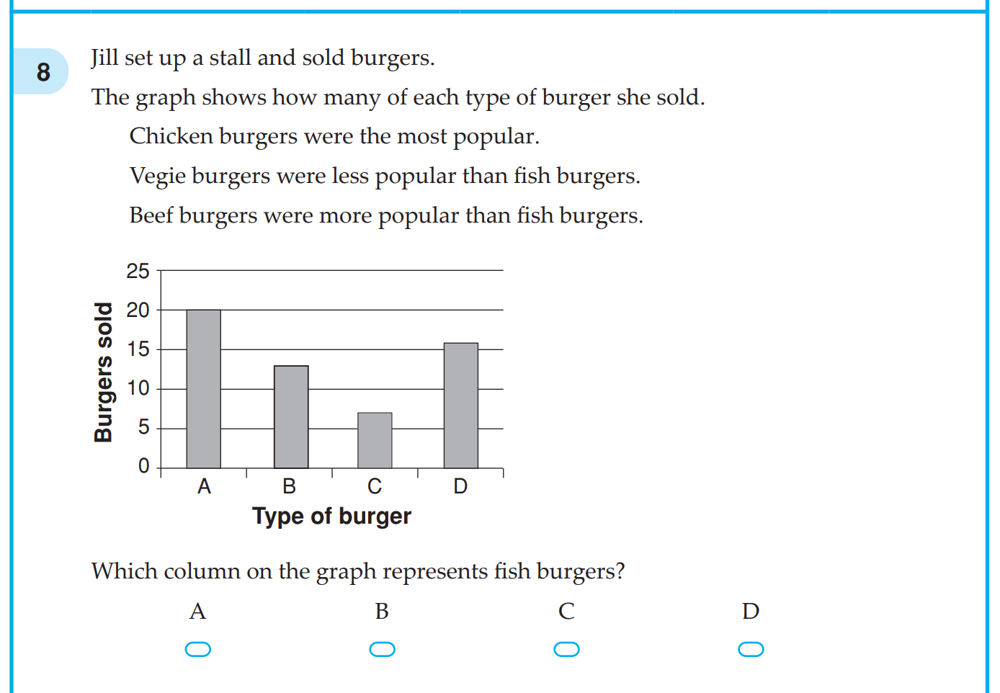 8
Jill set up a stall and sold burgers.
The graph shows how many of each type of burger she sold.
Chicken burgers were the most popular.
Vegie burgers were less popular than fish burgers.
Beef burgers were more popular than fish burgers.
25
20
15
10
5
0
Burgers sold
A B C D
Type of burger
Which column on the graph represents fish burgers?
A B C D